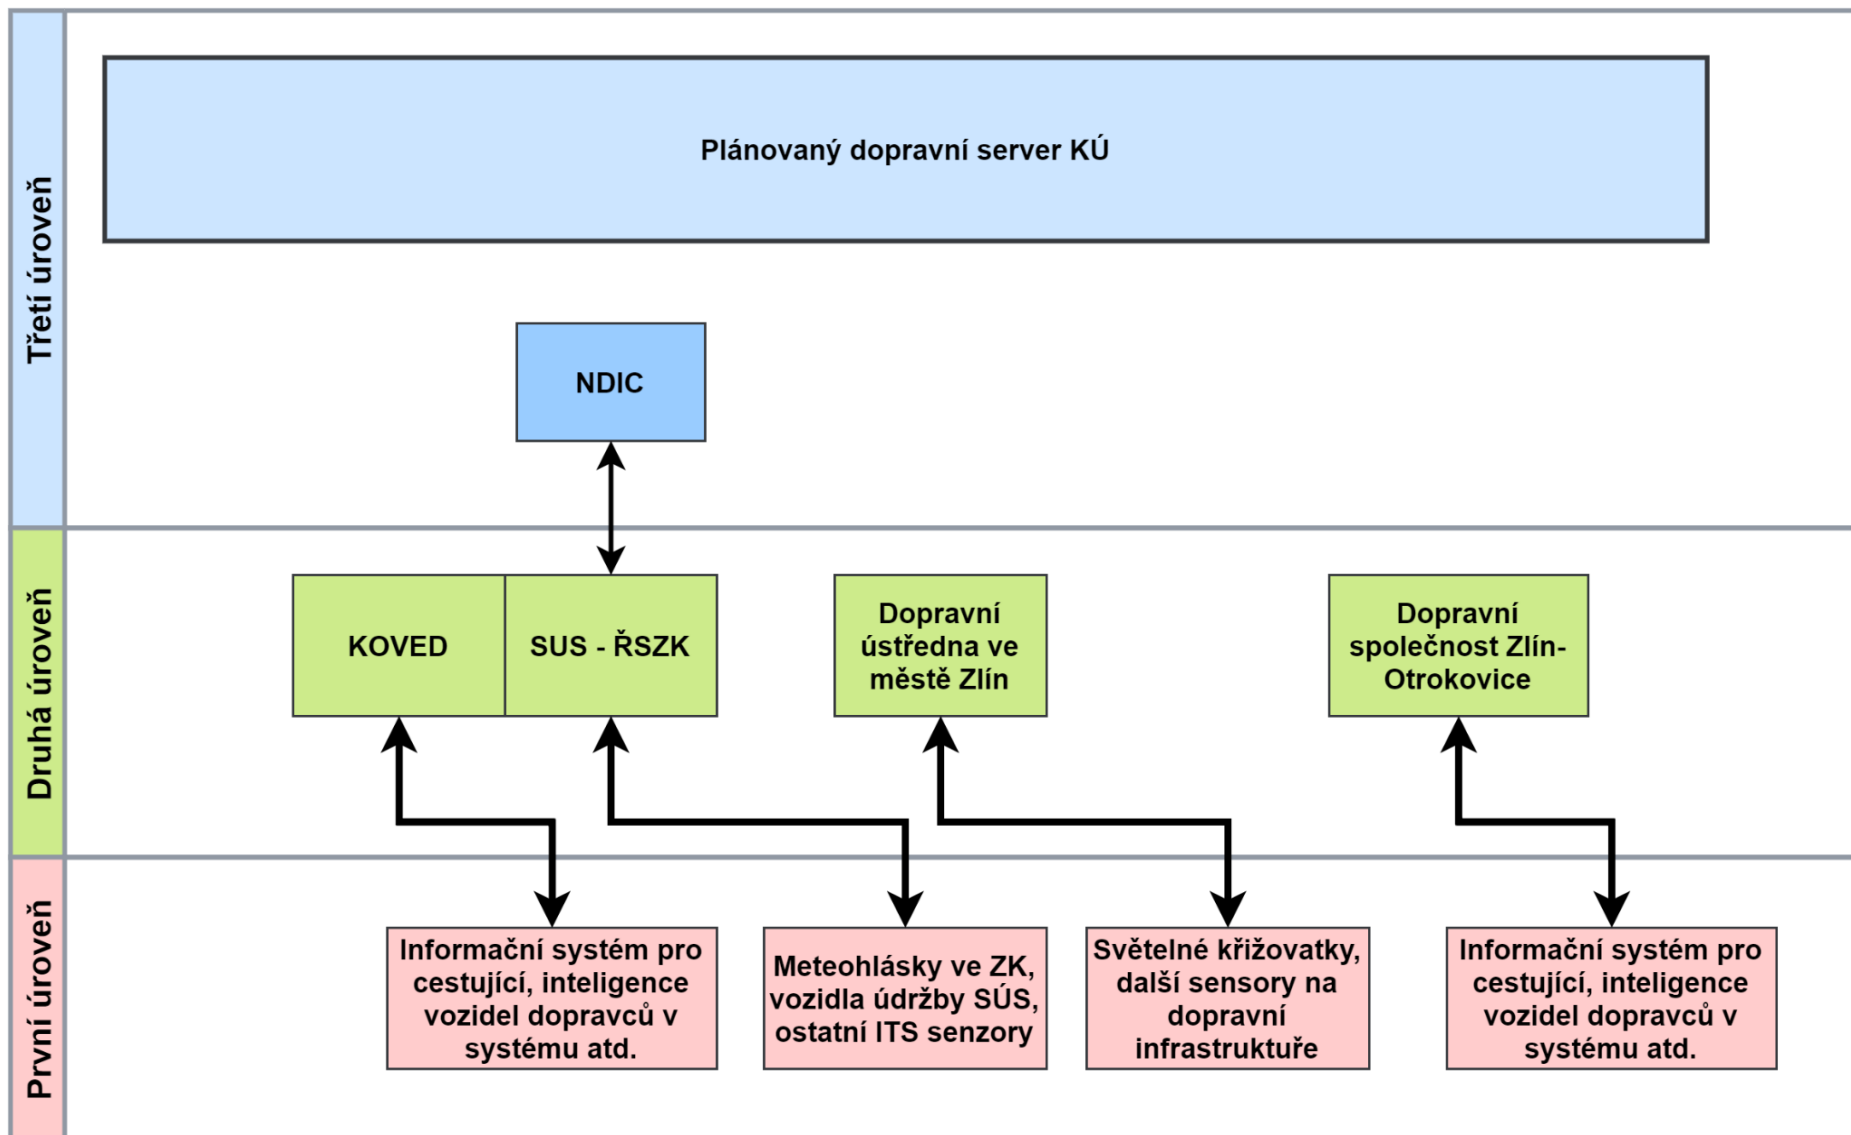 Třetí úroveň
Plánovaný dopravní server KÚ
NDIC
Druhá úroveň
KOVED
SUS - ŘSZK
Dopravní
ústředna ve
městě Zlín
Dopravní
společnost Zlín-
Otrokovice
První úroveň
Informační systém pro
cestující, inteligence
vozidel dopravců v
systému atd.
Meteohlásky ve ZK,
vozidla údržby SÚS,
ostatní ITS senzory
Světelné křižovatky,
další sensory na
dopravní
infrastruktuře
Informační systém pro
cestující, inteligence
vozidel dopravců v
systému atd.